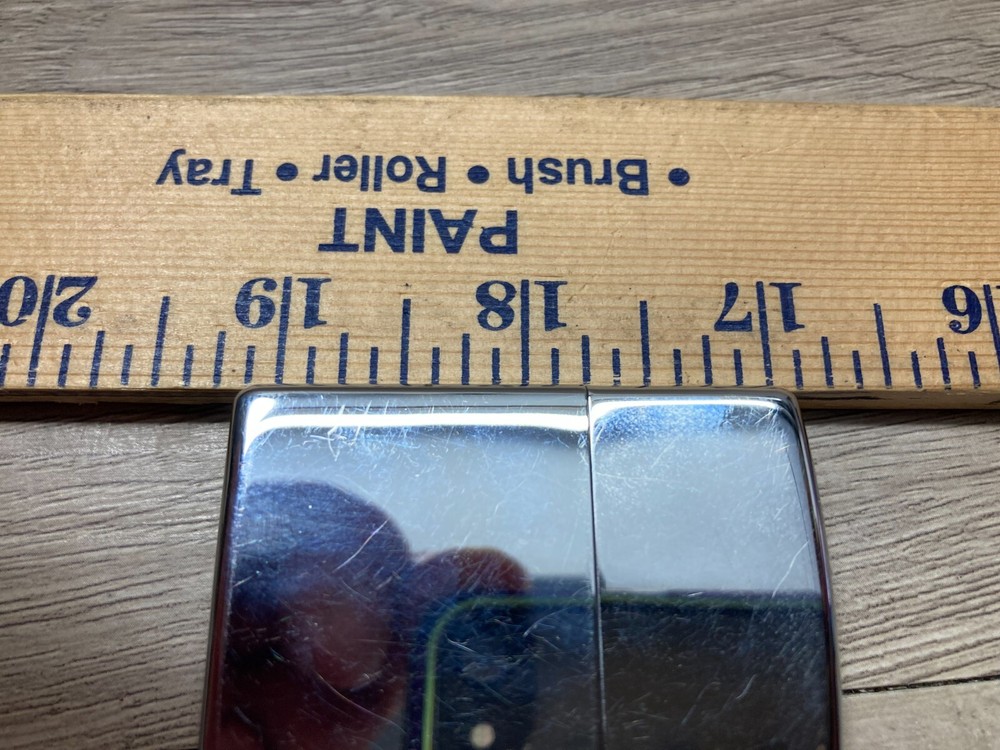 16 17 18 19 20
PAINT
• Brush • Roller • Tray